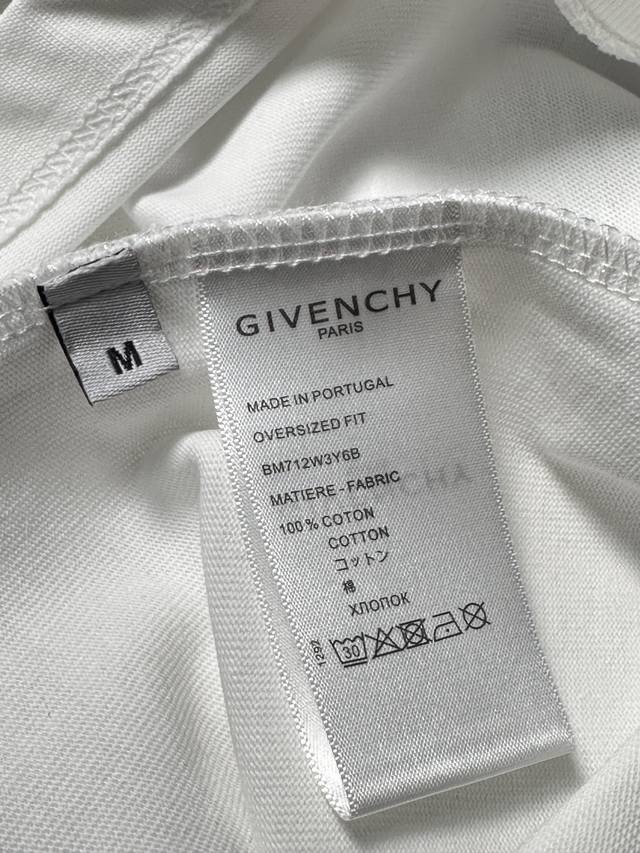 M
GIVENCHY
PARIS
MADE IN PORTUGAL
OVERSIZED FIT
BM712W3Y6B
MATIERE - FABRIC
100 % COTON
COTTON
コットン
棉
ХЛОПОК
1292
30